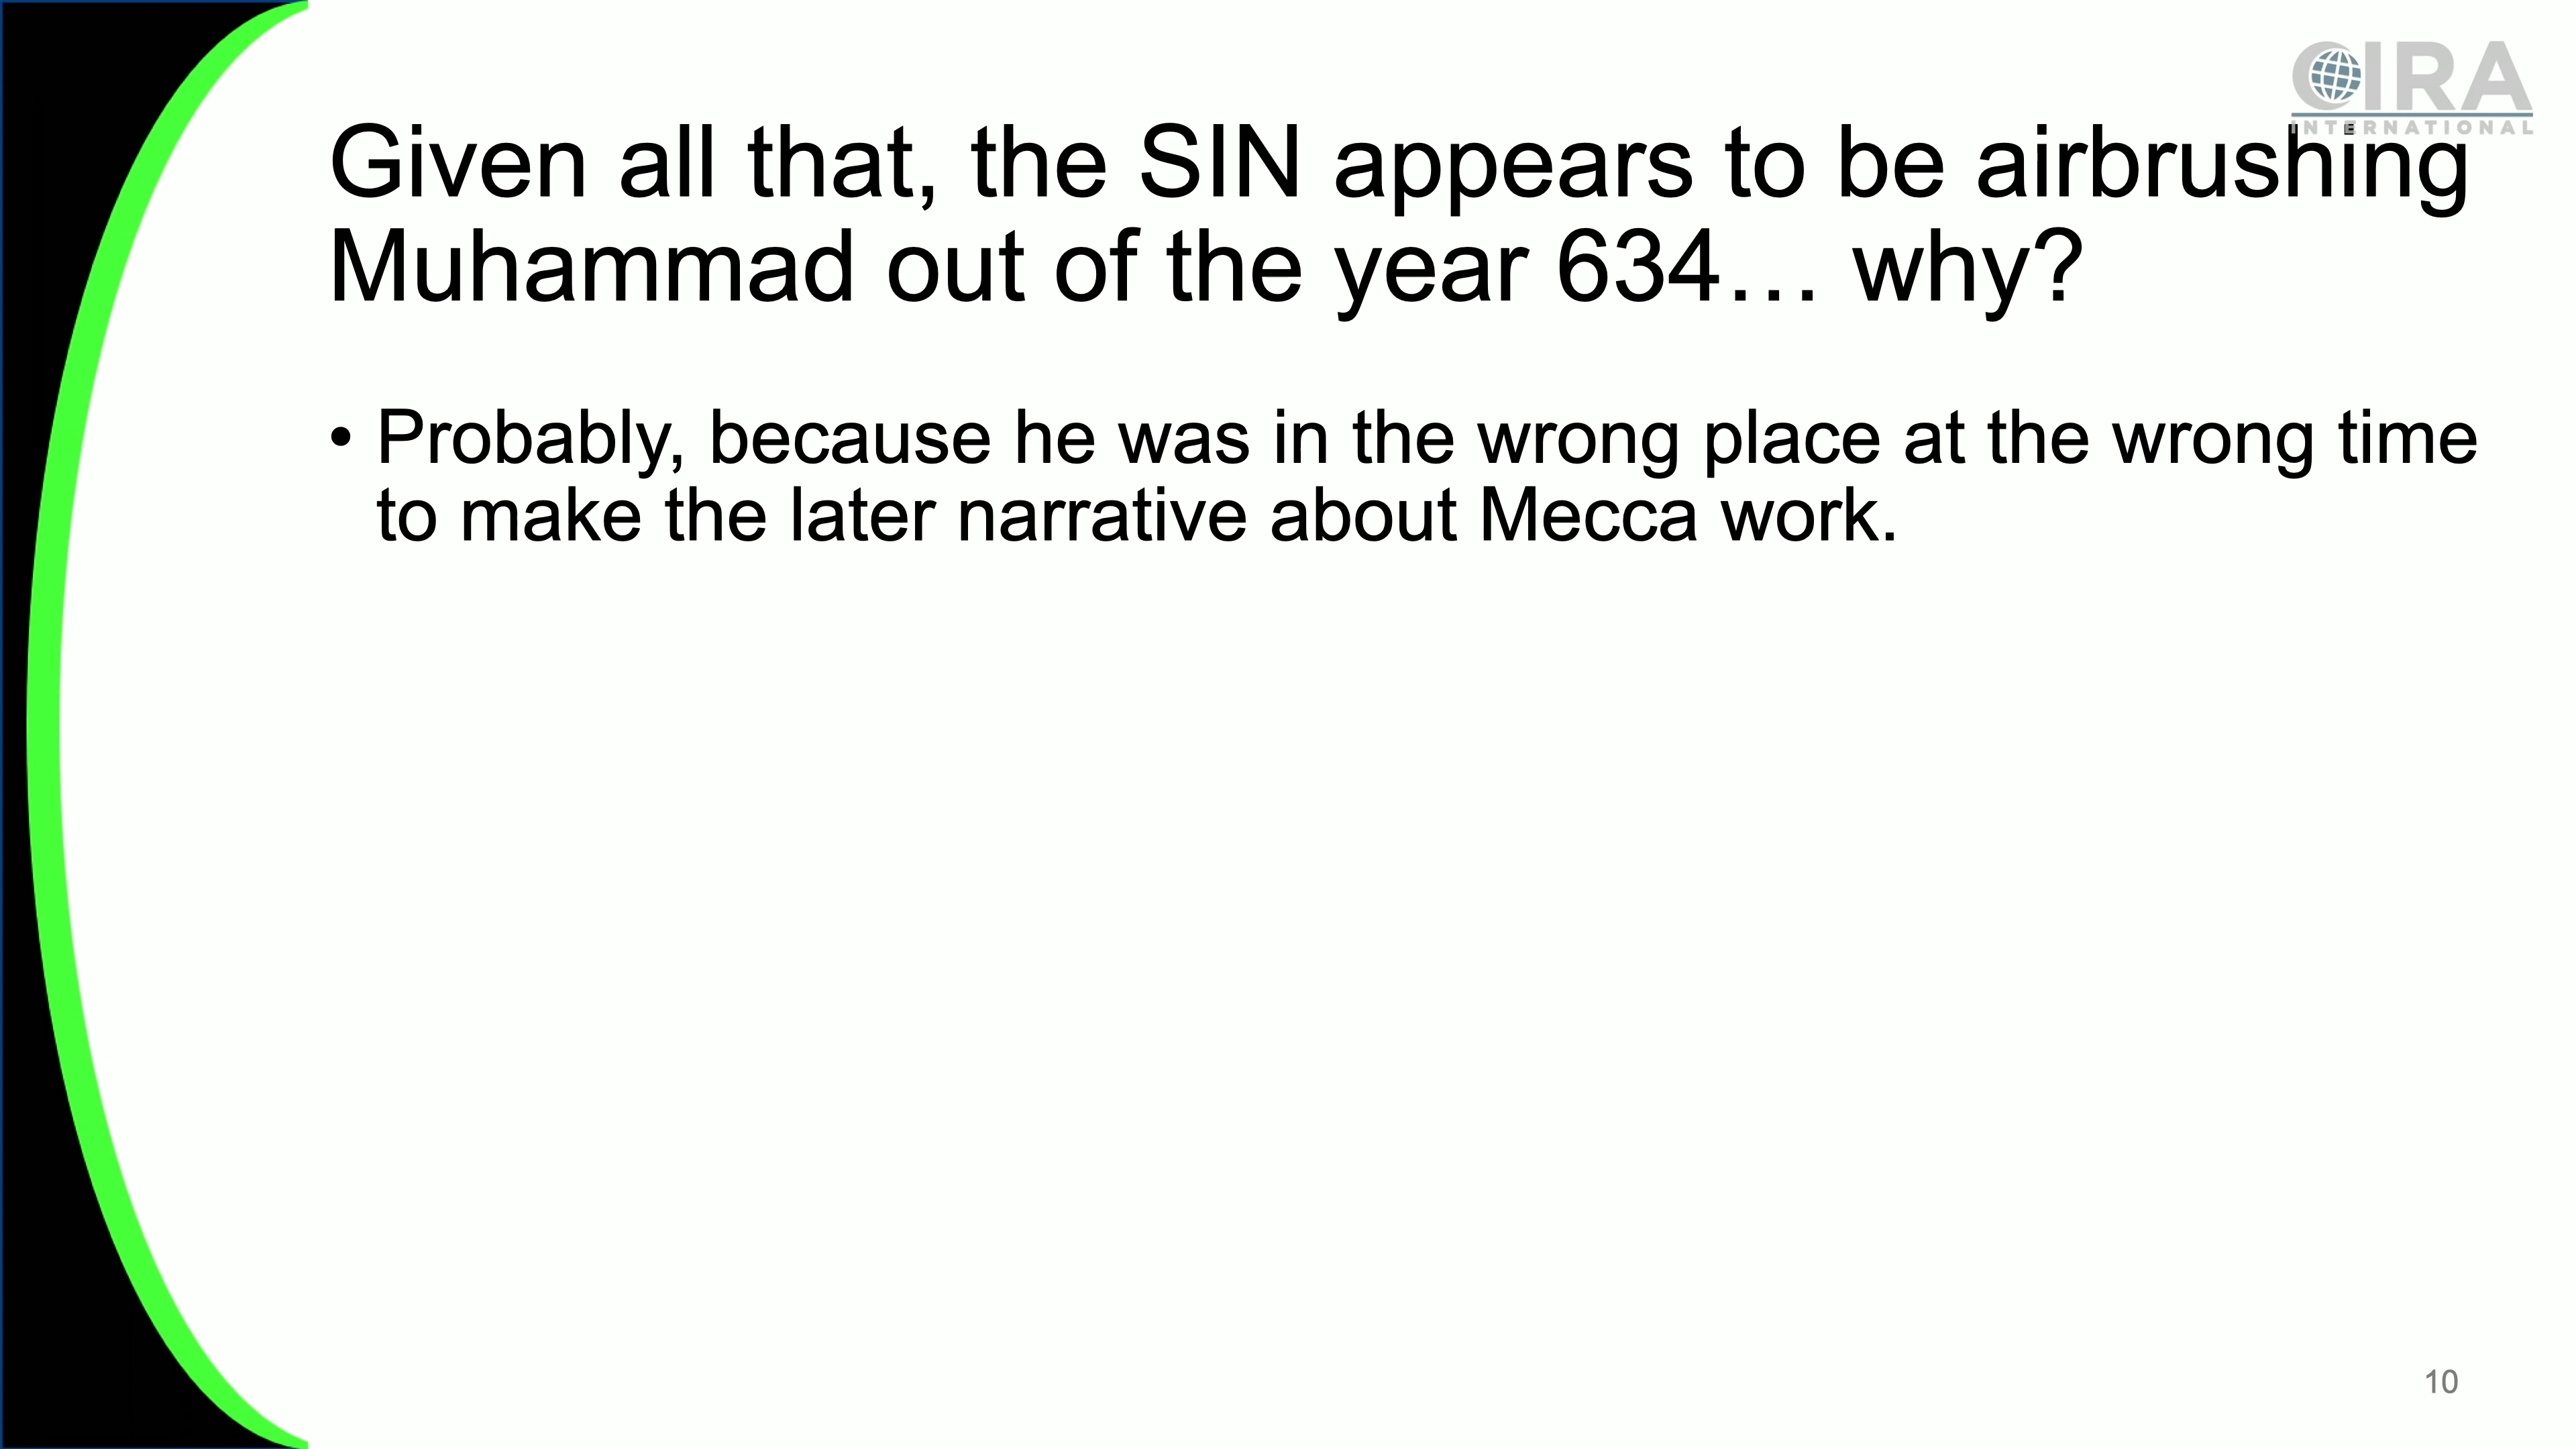 CIRA
INTERNATIONAL
Given all that, the SIN appears to be airbrushing
Muhammad out of the year 634… why?
• Probably, because he was in the wrong place at the wrong time
to make the later narrative about Mecca work.
10